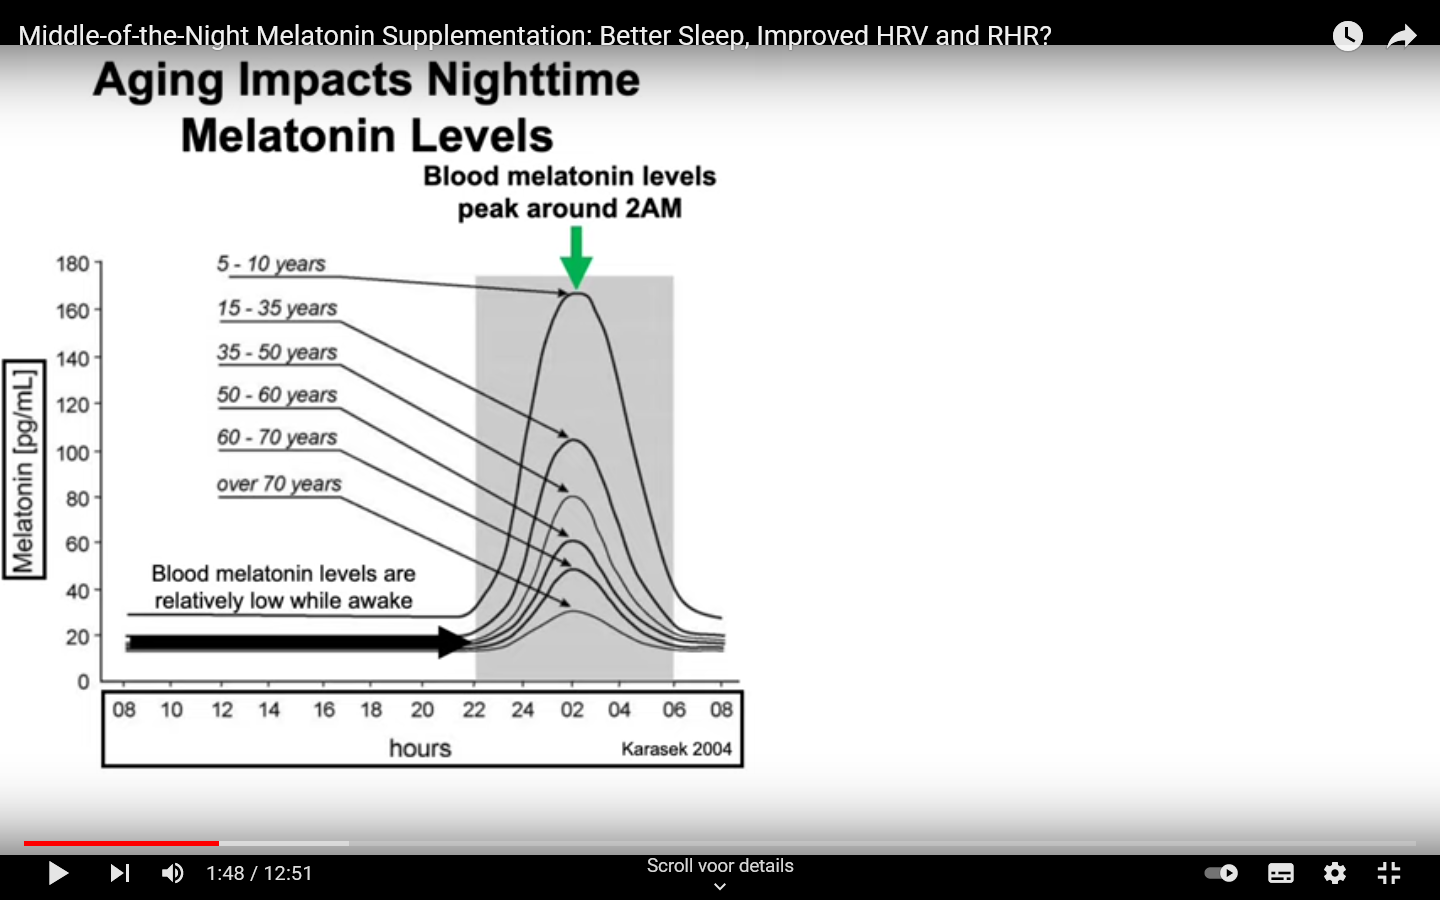 Middle-of-the-Night Melatonin Supplementation: Better Sleep, Improved HRV and RHR?
Aging Impacts Nighttime
Melatonin Levels
Blood melatonin levels
peak around 2AM
180
160
140
120
100
80
60
40
20
0
Melatonin [pg/mL]
5 - 10 years
15 - 35 years
35 - 50 years
50 - 60 years
60 - 70 years
over 70 years
Blood melatonin levels are
relatively low while awake
08 10 12 14 16 18 20 22 24 02 04 06 08
hours
Karasek 2004
1:48 / 12:51
Scroll voor details